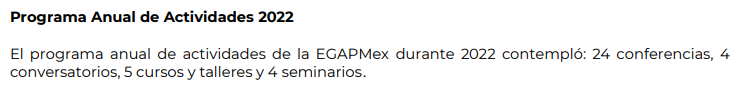 Programa Anual de Actividades 2022
El programa anual de actividades de la EGAPMex durante 2022 contempló: 24 conferencias, 4
conversatorios, 5 cursos y talleres y 4 seminarios.